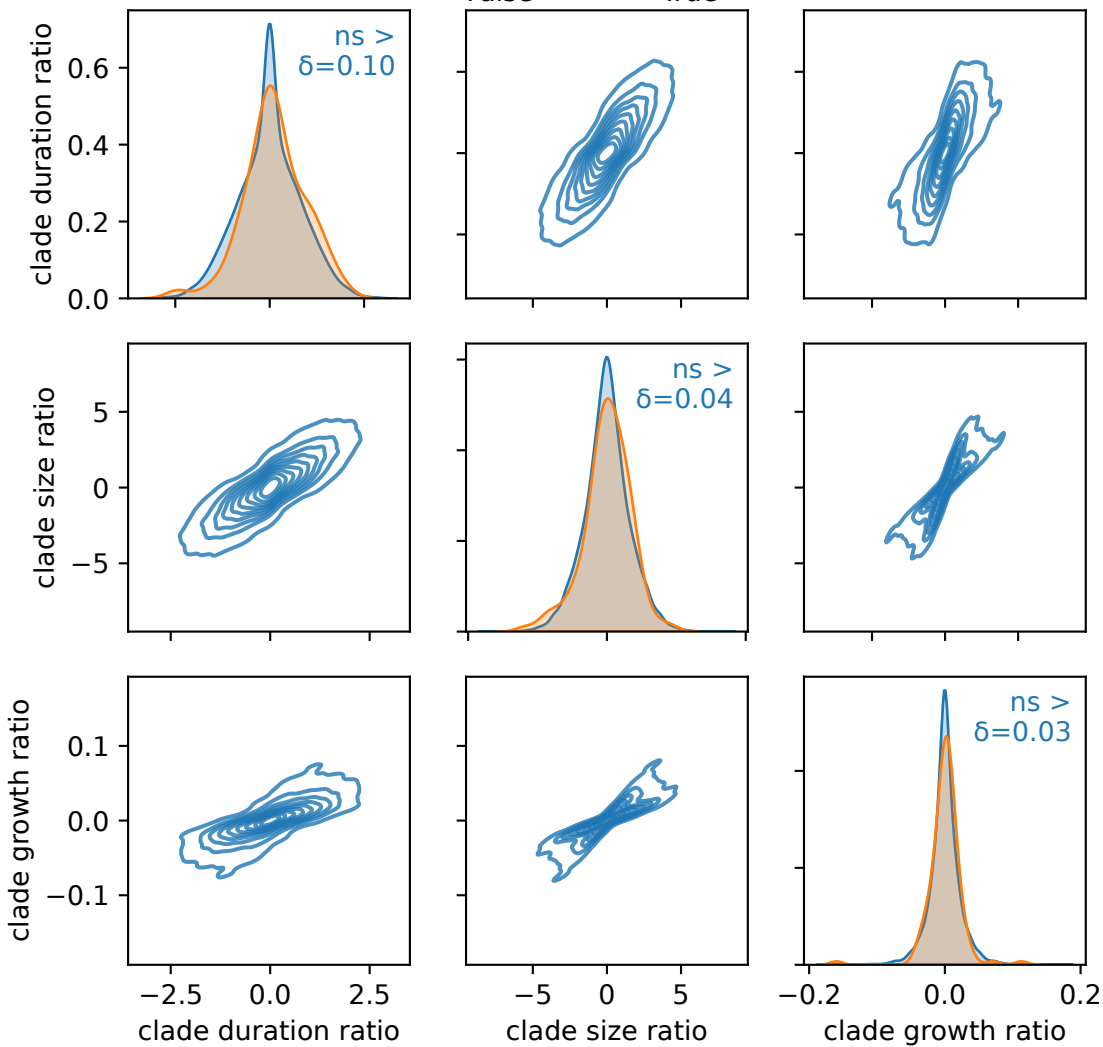 clade duration ratio
0.6
0.4
0.2
0.0
ns >
δ=0.10
clade size ratio
5
0
−5
ns >
δ=0.04
clade growth ratio
0.1
0.0
−0.1
ns >
δ=0.03
−2.5 0.0 2.5
−5 0 5
−0.2 0.0 0.2
clade duration ratio
clade size ratio
clade growth ratio